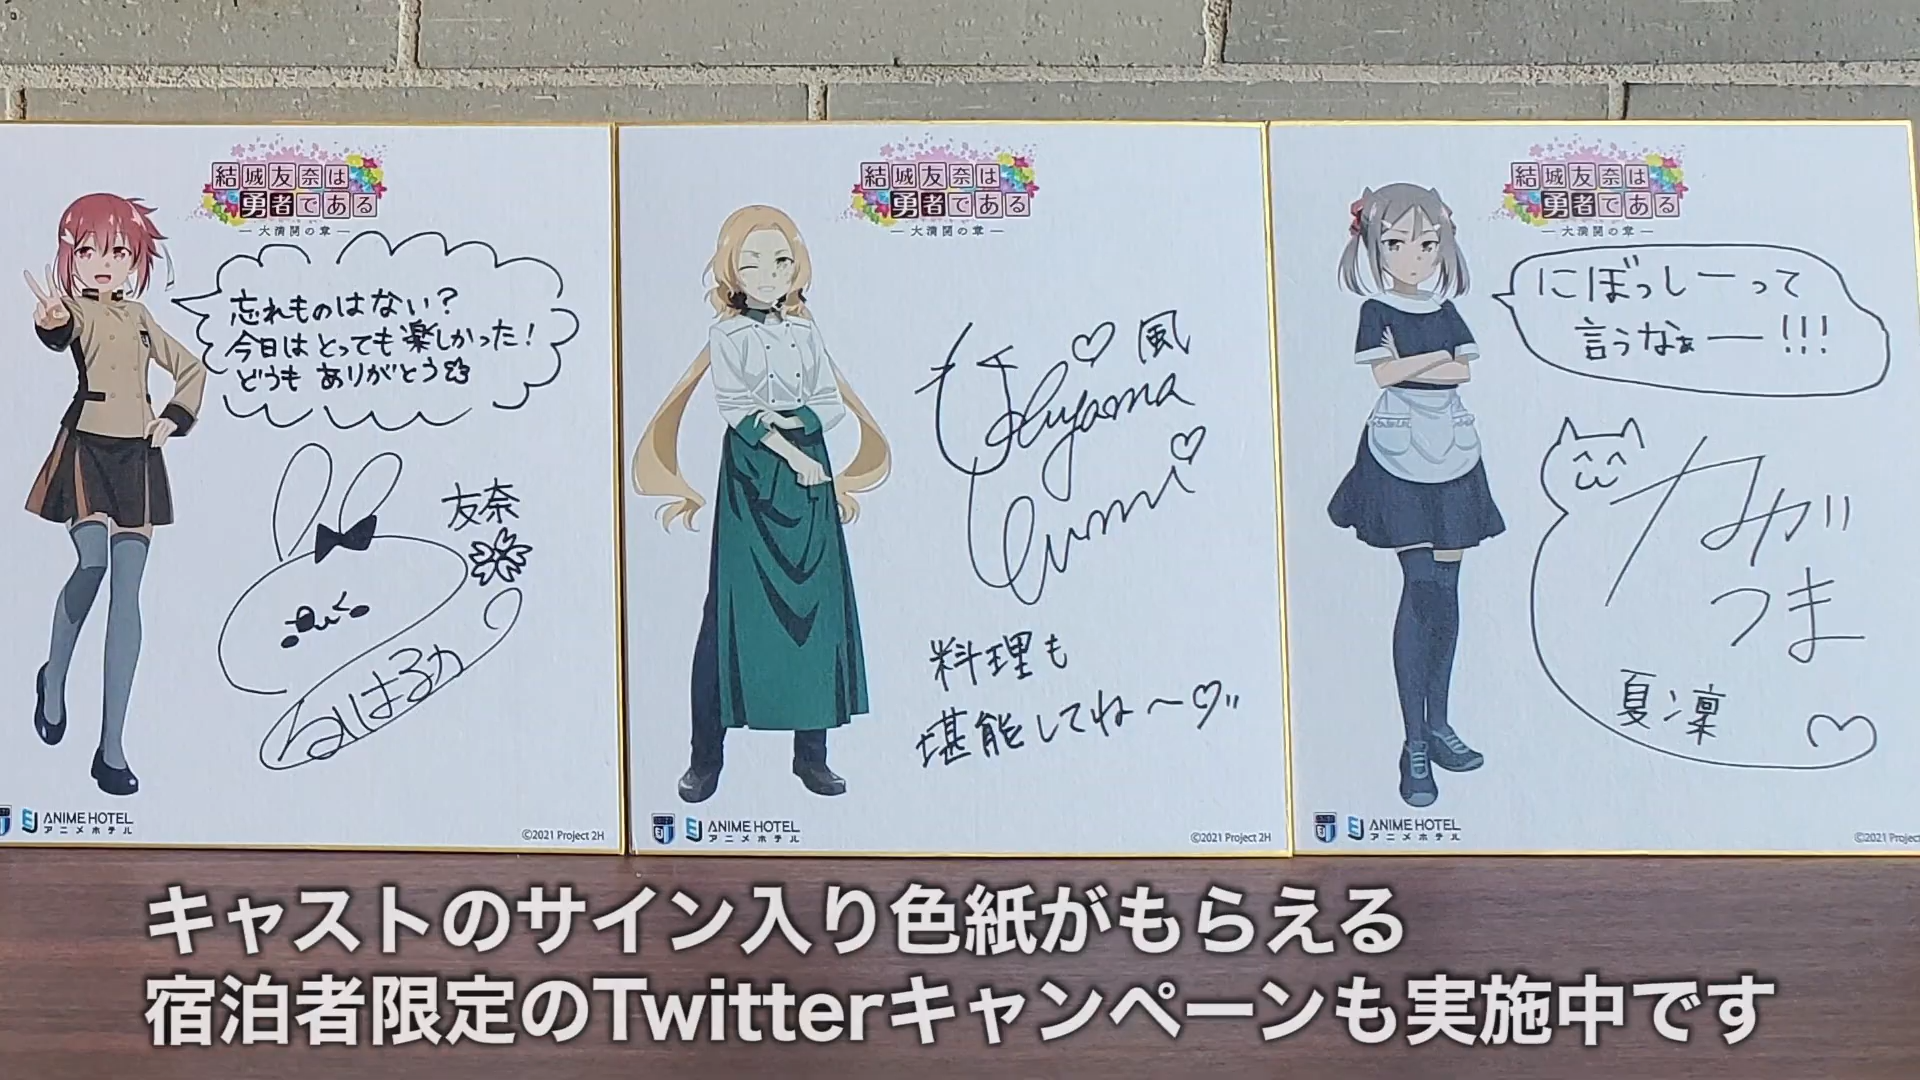 結城友奈は
勇者である
―大満開の章―
忘れものはない?
今日はとっても楽しかった!
どうもありがとう
友奈
ANIME HOTEL
アニメホテル
©2021 Project 2H
結城友奈は
勇者である
―大満開の章―
風
料理も
堪能してね～♡
ANIME HOTEL
アニメホテル
©2021 Project 2H
結城友奈は
勇者である
―大満開の章―
にぼっしーって
言うなぁー!!!
ながつま
夏凜
ANIME HOTEL
アニメホテル
©2021 Project
キャストのサイン入り色紙がもらえる
宿泊者限定のTwitterキャンペーンも実施中です